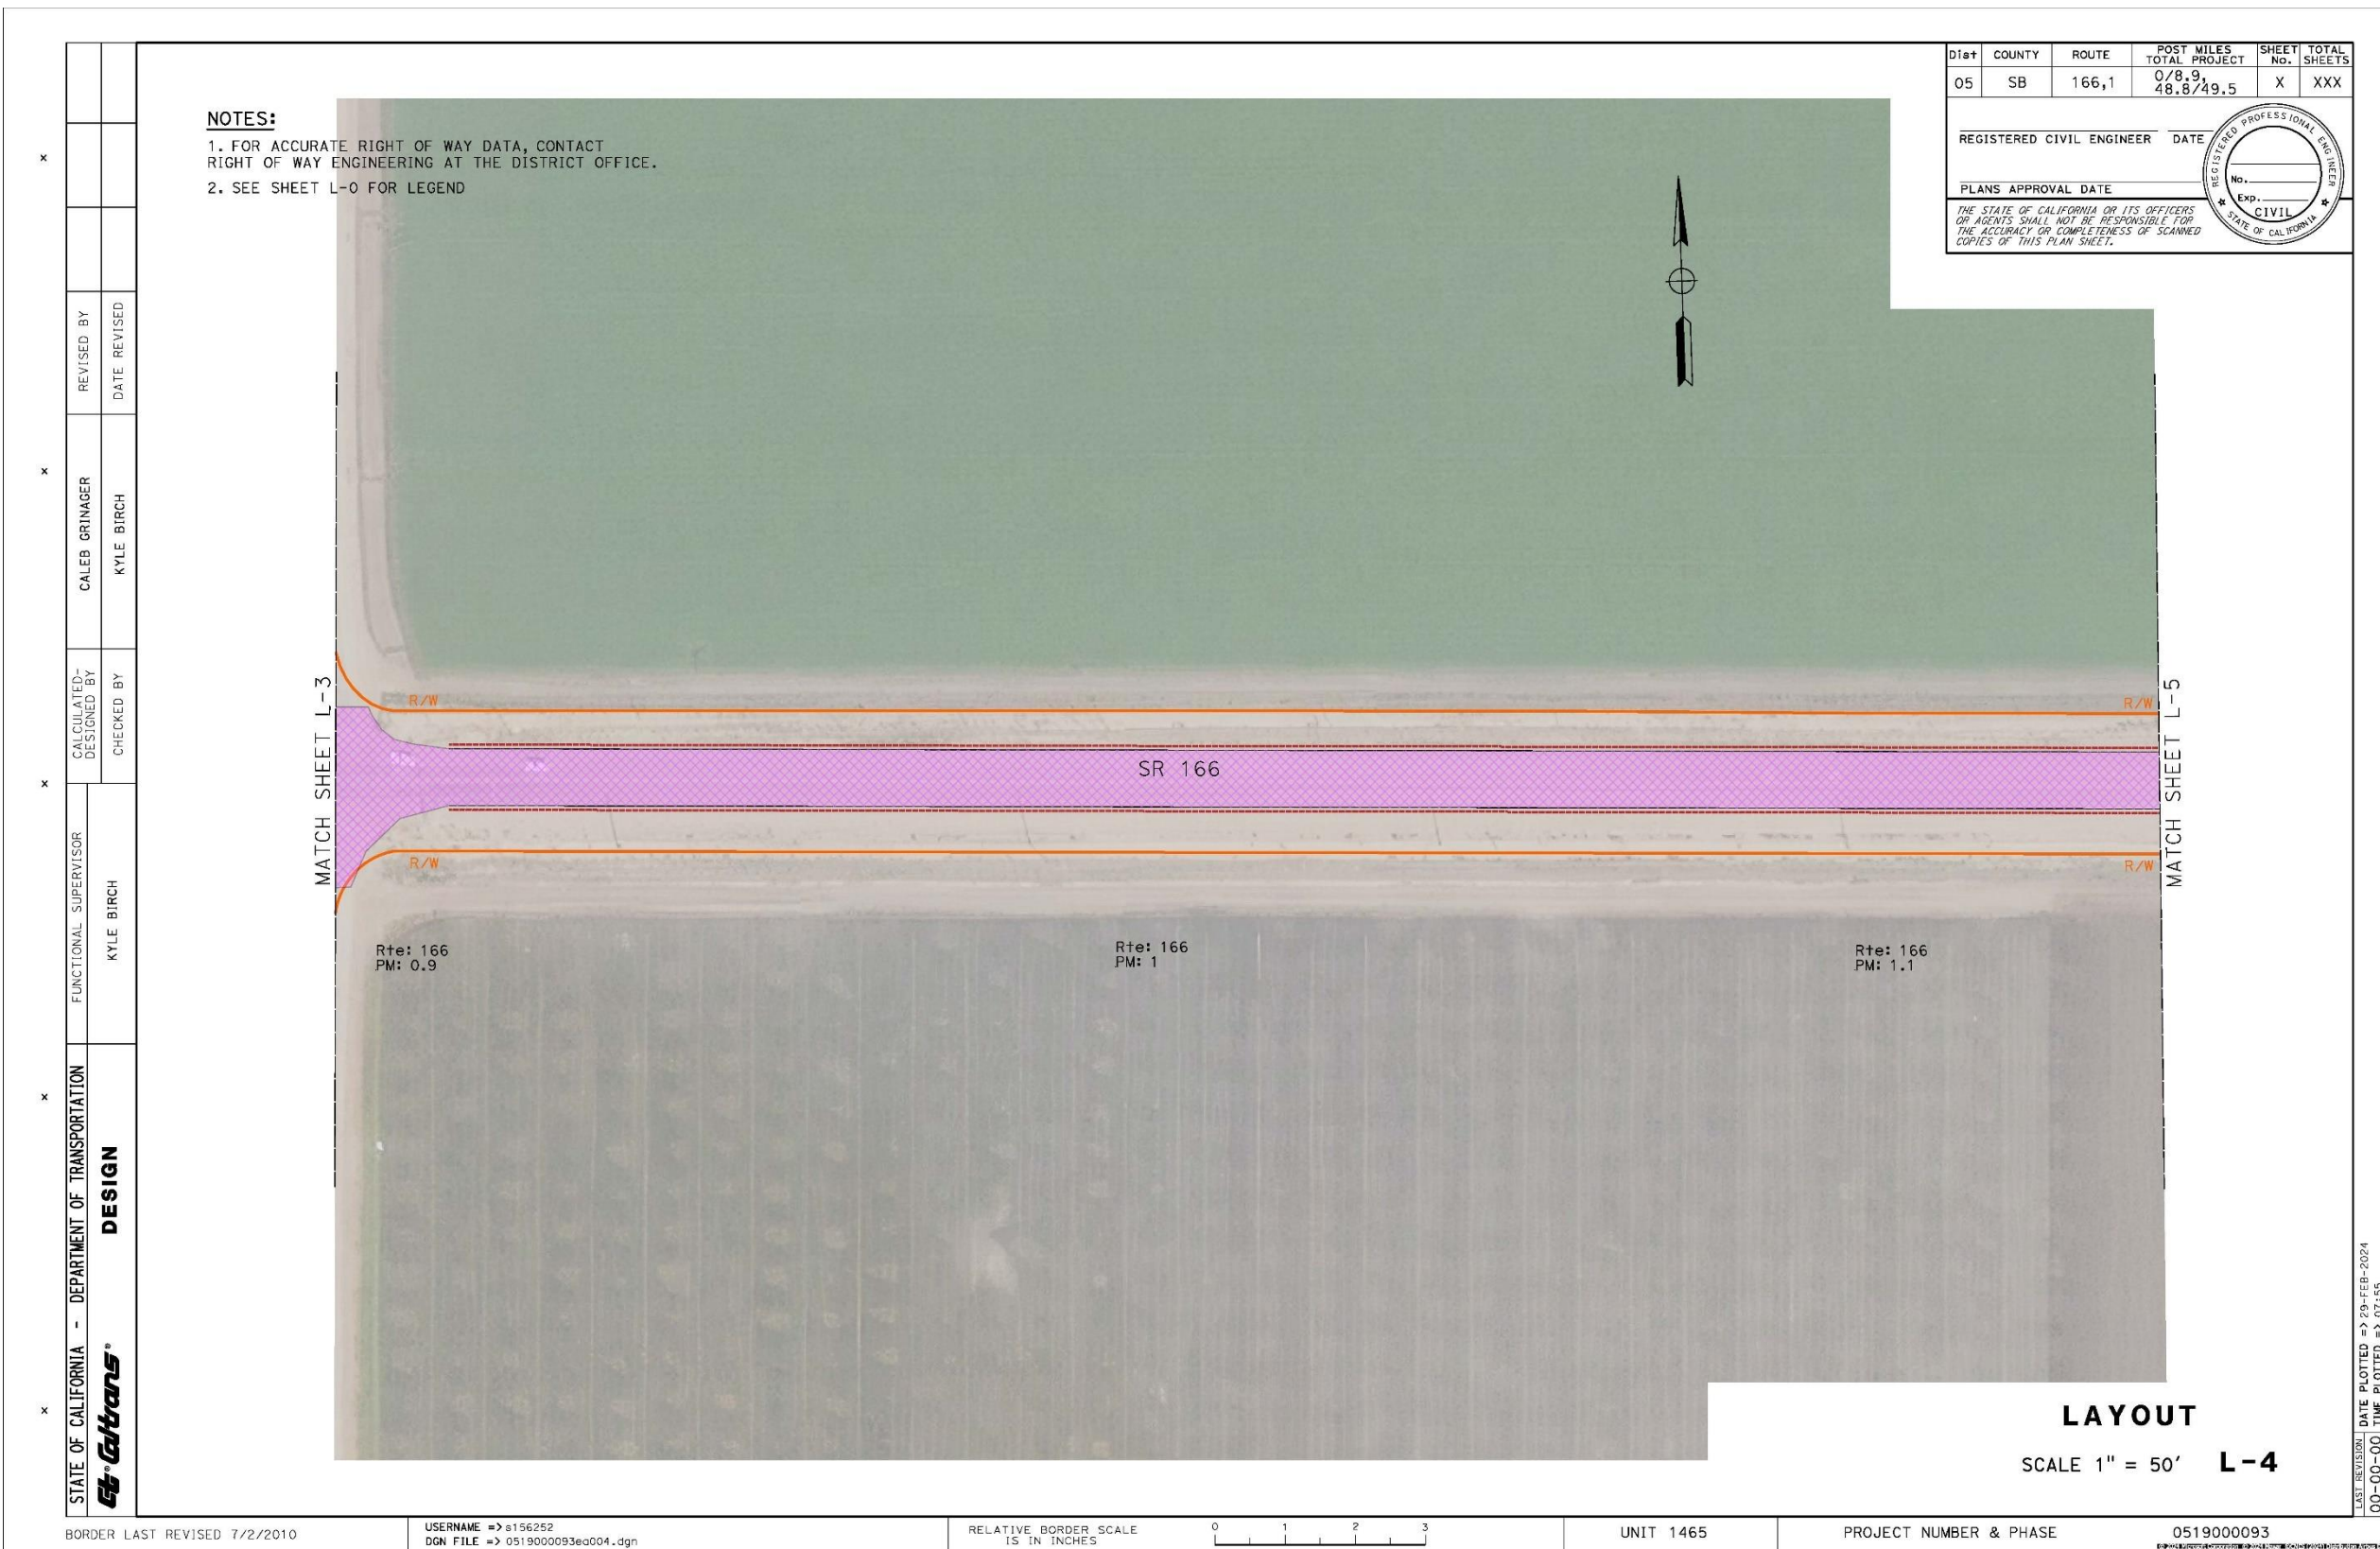 Dist COUNTY ROUTE POST MILES TOTAL PROJECT SHEET No. TOTAL SHEETS
05 SB 166,1 0/8.9, 48.8/49.5 X XXX
REGISTERED CIVIL ENGINEER DATE
PLANS APPROVAL DATE
THE STATE OF CALIFORNIA OR ITS OFFICERS
OR AGENTS SHALL NOT BE RESPONSIBLE FOR
THE ACCURACY OR COMPLETENESS OF SCANNED
COPIES OF THIS PLAN SHEET.
REGISTERED PROFESSIONAL ENGINEER
No.
Exp.
CIVIL
STATE OF CALIFORNIA
NOTES:
1. FOR ACCURATE RIGHT OF WAY DATA, CONTACT
RIGHT OF WAY ENGINEERING AT THE DISTRICT OFFICE.
2. SEE SHEET L-0 FOR LEGEND
REVISED BY
DATE REVISED
CALEB GRINAGER
KYLE BIRCH
CALCULATED-
DESIGNED BY
CHECKED BY
FUNCTIONAL SUPERVISOR
KYLE BIRCH
STATE OF CALIFORNIA - DEPARTMENT OF TRANSPORTATION
DESIGN
Caltrans
MATCH SHEET L-3
R/W
R/W
SR 166
R/W
R/W
MATCH SHEET L-5
Rte: 166
PM: 0.9
Rte: 166
PM: 1
Rte: 166
PM: 1.1
LAYOUT
SCALE 1" = 50' L-4
LAST REVISION DATE PLOTTED => 29-FEB-2024
00-00-00 TIME PLOTTED => 07:55
BORDER LAST REVISED 7/2/2010
USERNAME => s156252
DGN FILE => 0519000093ea004.dgn
RELATIVE BORDER SCALE
IS IN INCHES
0 1 2 3
UNIT 1465
PROJECT NUMBER & PHASE
0519000093